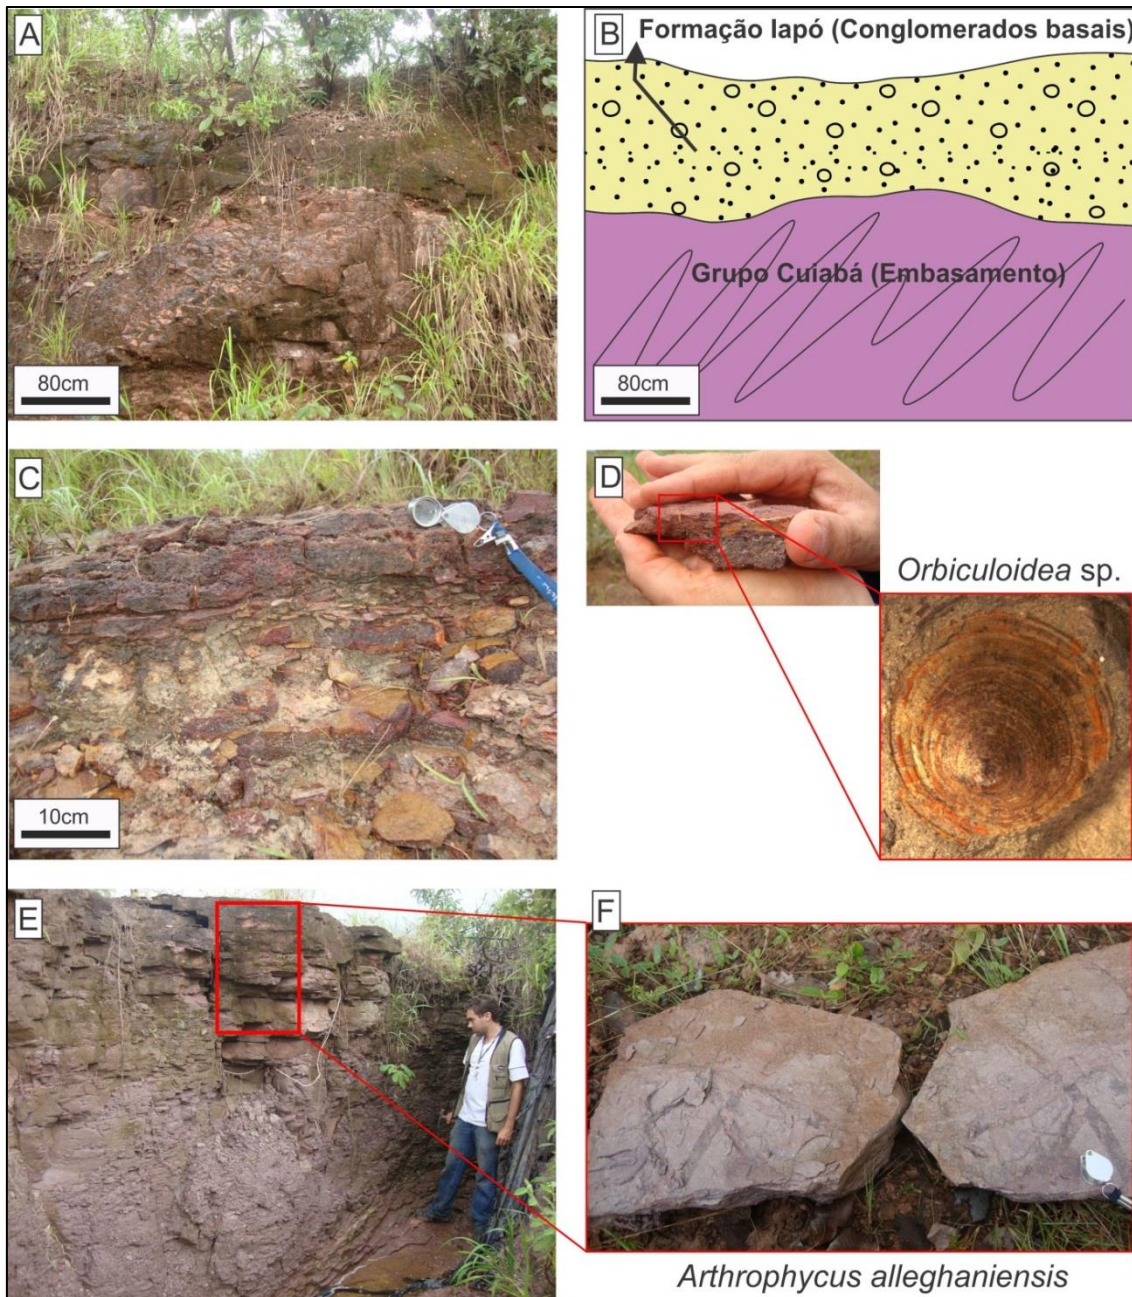 A
80cm
B
Formação Iapó (Conglomerados basais)
Grupo Cuiabá (Embasamento)
80cm
C
10cm
D
Orbiculoidea sp.
E
F
Arthrophycus alleghaniensis